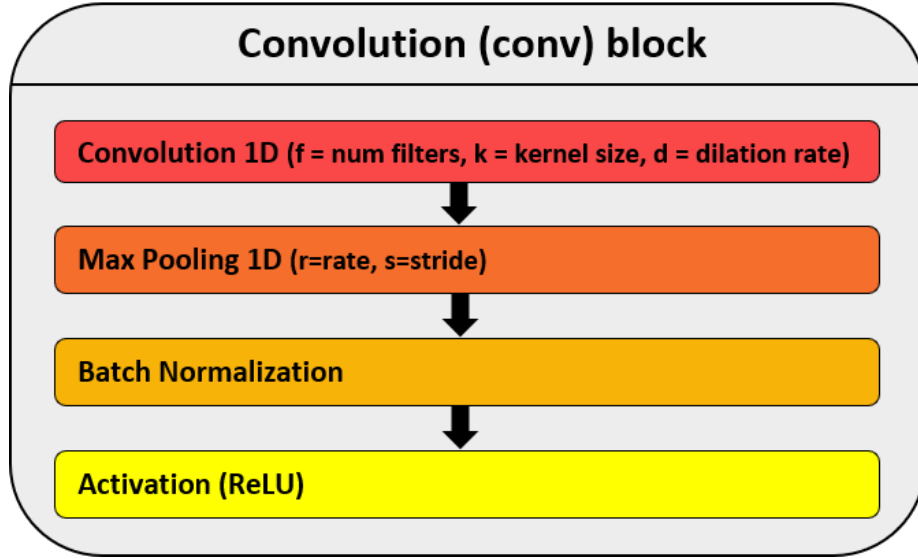 Convolution (conv) block
Convolution 1D (f = num filters, k = kernel size, d = dilation rate)
Max Pooling 1D (r=rate, s=stride)
Batch Normalization
Activation (ReLU)